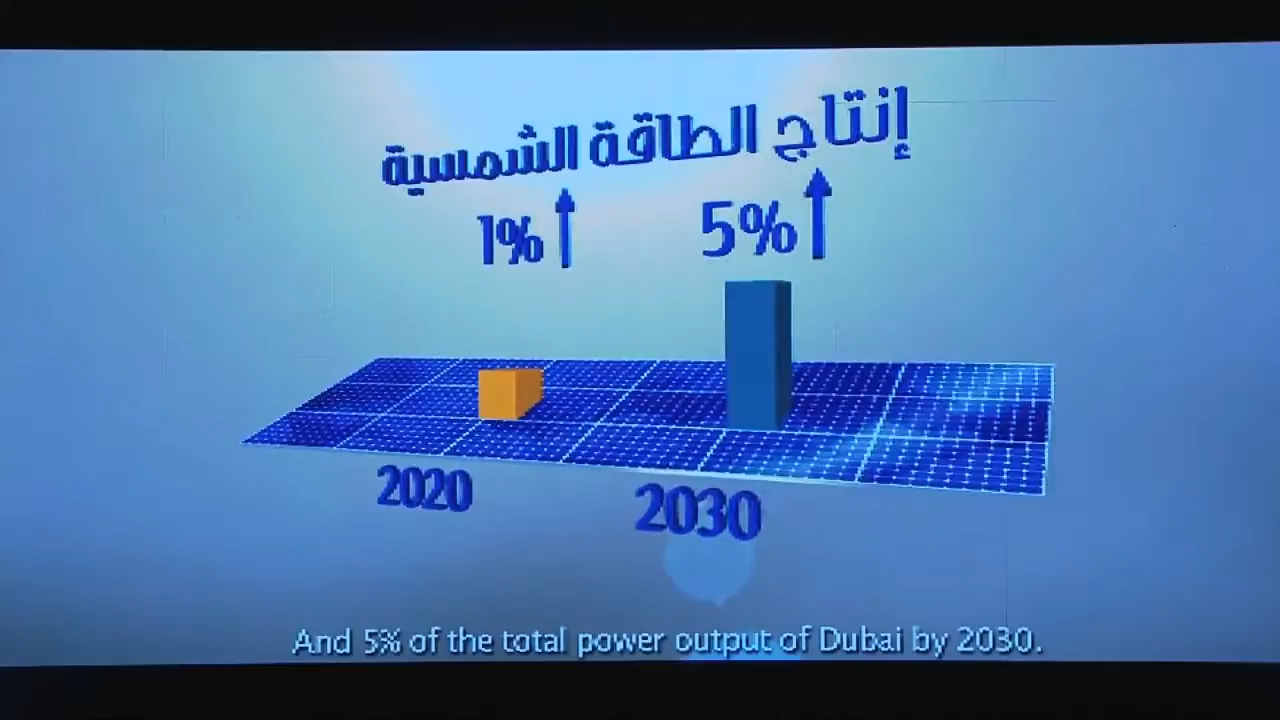 إنتاج الطاقة الشمسية
1% 5%
2020 2030
And 5% of the total power output of Dubai by 2030.